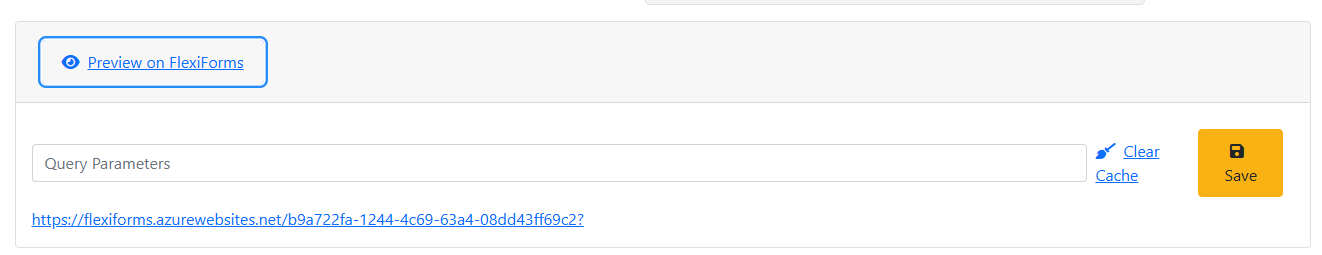 Preview on FlexiForms
Query Parameters
Clear
Cache
Save
https://flexiforms.azurewebsites.net/b9a722fa-1244-4c69-63a4-08dd43ff69c2?